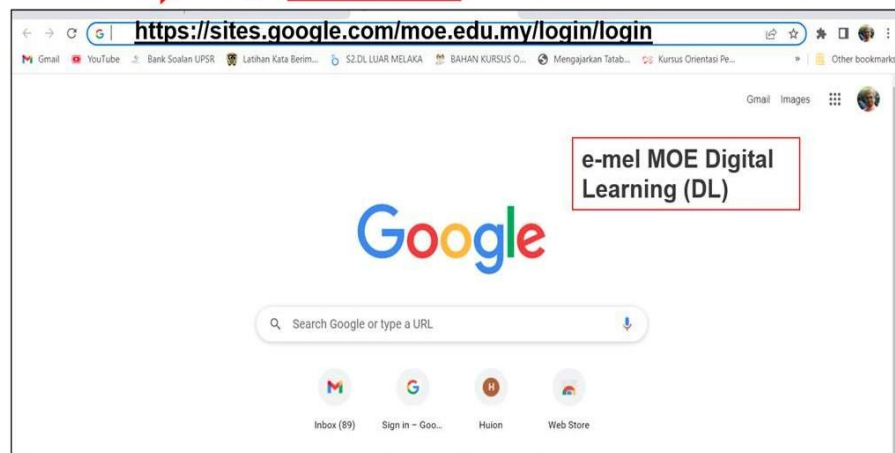 https://sites.google.com/moe.edu.my/login/login
Gmail YouTube Bank Soalan UPSR Latihan Kata Berim... S2.DL LUAR MELAKA BAHAN KURSUS O... Mengajarkan Tatab... Kursus Orientasi Pe... » Other bookmarks
Gmail Images
e-mel MOE Digital
Learning (DL)
Google
Search Google or type a URL
H
Inbox (89) Sign in – Goo... Huion Web Store